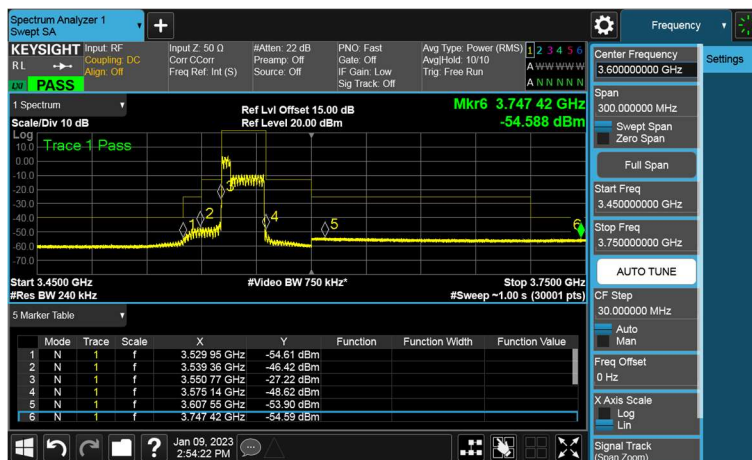 Spectrum Analyzer 1
Swept SA
Frequency
KEYSIGHT
RL
LXI
PASS
Input: RF
Coupling: DC
Align: Off
Input Z: 50 Ω
Corr CCorr
Freq Ref: Int (S)
#Atten: 22 dB
Preamp: Off
Source: Off
PNO: Fast
Gate: Off
IF Gain: Low
Sig Track: Off
Avg Type: Power (RMS)
Avg|Hold: 10/10
Trig: Free Run
1 2 3 4 5 6
A W W W W W
A N N N N N
1 Spectrum
Scale/Div 10 dB
Ref Lvl Offset 15.00 dB
Ref Level 20.00 dBm
Mkr6 3.747 42 GHz
-54.588 dBm
Log
Trace 1 Pass
10.0
0.00
-10.0
-20.0
-30.0
-40.0
-50.0
-60.0
-70.0
1
2
3
4
5
6
Start 3.4500 GHz
#Res BW 240 kHz
#Video BW 750 kHz*
Stop 3.7500 GHz
#Sweep ~1.00 s (30001 pts)
5 Marker Table
Mode Trace Scale X Y Function Function Width Function Value
1 N 1 f 3.529 95 GHz -54.61 dBm
2 N 1 f 3.539 36 GHz -46.42 dBm
3 N 1 f 3.550 77 GHz -27.22 dBm
4 N 1 f 3.575 14 GHz -48.62 dBm
5 N 1 f 3.607 55 GHz -53.90 dBm
6 N 1 f 3.747 42 GHz -54.59 dBm
Jan 09, 2023
2:54:22 PM
Center Frequency
3.600000000 GHz
Settings
Span
300.000000 MHz
Swept Span
Zero Span
Full Span
Start Freq
3.450000000 GHz
Stop Freq
3.750000000 GHz
AUTO TUNE
CF Step
30.000000 MHz
Auto
Man
Freq Offset
0 Hz
X Axis Scale
Log
Lin
Signal Track
(Span Zoom)